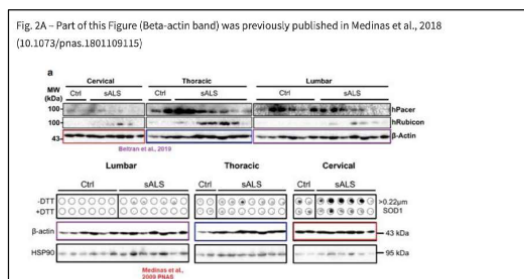 Fig. 2A – Part of this Figure (Beta-actin band) was previously published in Medinas et al., 2018
(10.1073/pnas.1801109115)
a
MW
(kDa)
Cervical Thoracic Lumbar
Ctrl sALS Ctrl sALS Ctrl sALS
100 hPacer
100 hRubicon
43 β-Actin
Beltran et al., 2019
Lumbar Thoracic Cervical
Ctrl sALS Ctrl sALS Ctrl sALS
-DTT >0.22μm
+DTT SOD1
β-actin 43 kDa
HSP90 95 kDa
Medinas et al.,
2009 PNAS